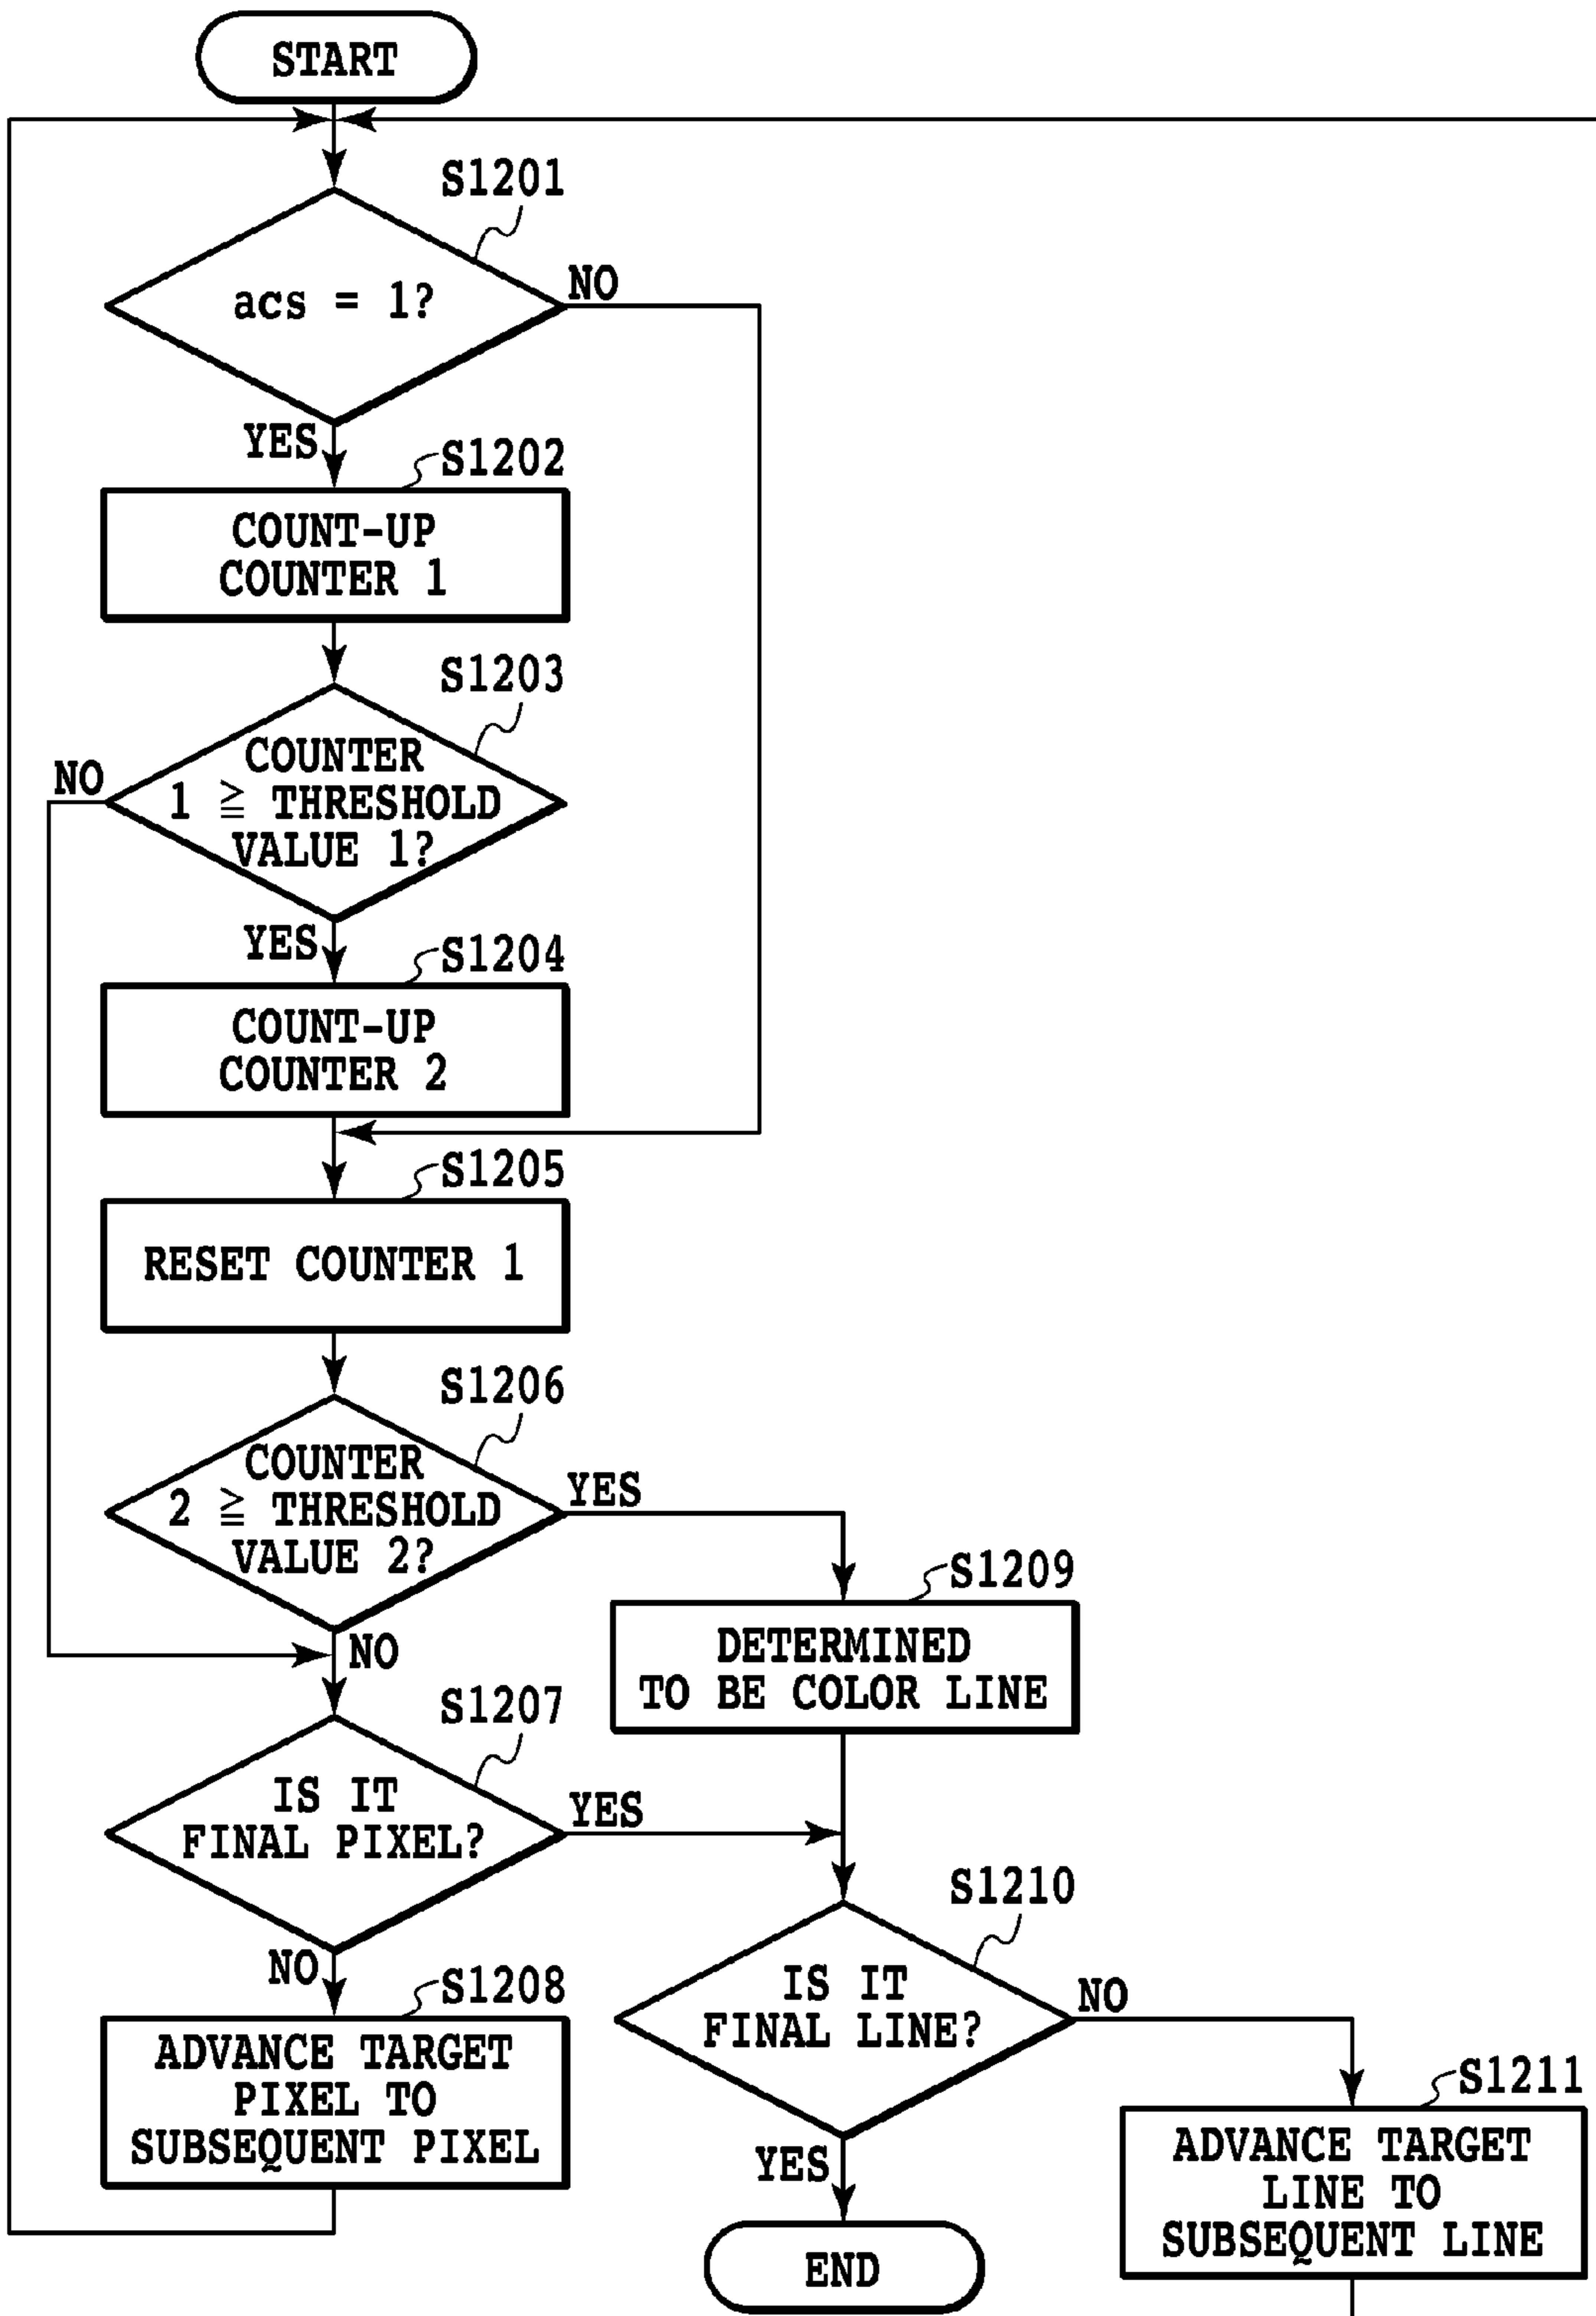 START
S1201
acs = 1?
NO
YES
S1202
COUNT-UP
COUNTER 1
S1203
COUNTER
1 ≧ THRESHOLD
VALUE 1?
NO
YES
S1204
COUNT-UP
COUNTER 2
S1205
RESET COUNTER 1
S1206
COUNTER
2 ≧ THRESHOLD
VALUE 2?
YES
NO
S1209
DETERMINED
TO BE COLOR LINE
S1207
IS IT
FINAL PIXEL?
YES
NO
S1208
ADVANCE TARGET
PIXEL TO
SUBSEQUENT PIXEL
S1210
IS IT
FINAL LINE?
NO
YES
S1211
ADVANCE TARGET
LINE TO
SUBSEQUENT LINE
END